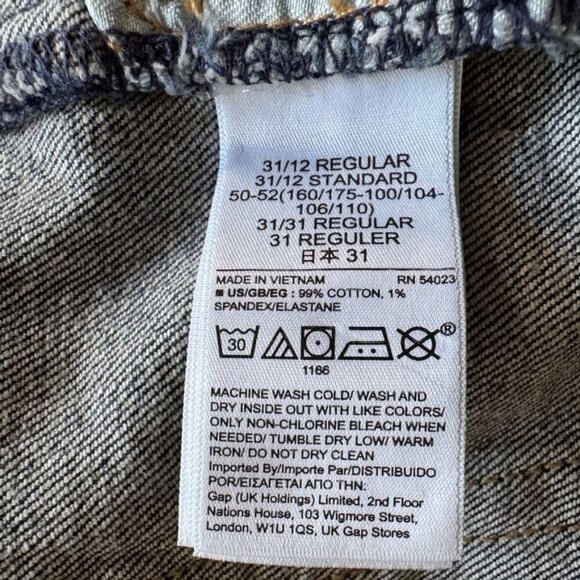 31/12 REGULAR
31/12 STANDARD
50-52(160/175-100/104-
106/110)
31/31 REGULAR
31 REGULER
日本 31
MADE IN VIETNAM RN 54023
US/GB/EG : 99% COTTON, 1%
SPANDEX/ELASTANE
30 ®
1166
MACHINE WASH COLD/ WASH AND
DRY INSIDE OUT WITH LIKE COLORS/
ONLY NON-CHLORINE BLEACH WHEN
NEEDED/ TUMBLE DRY LOW/ WARM
IRON/ DO NOT DRY CLEAN
Imported By/Importe Par/DISTRIBUIDO
POR/ΕΙΣΑΓΕΤΑΙ ΑΠΟ ΤΗΝ:
Gap (UK Holdings) Limited, 2nd Floor
Nations House, 103 Wigmore Street,
London, W1U 1QS, UK Gap Stores